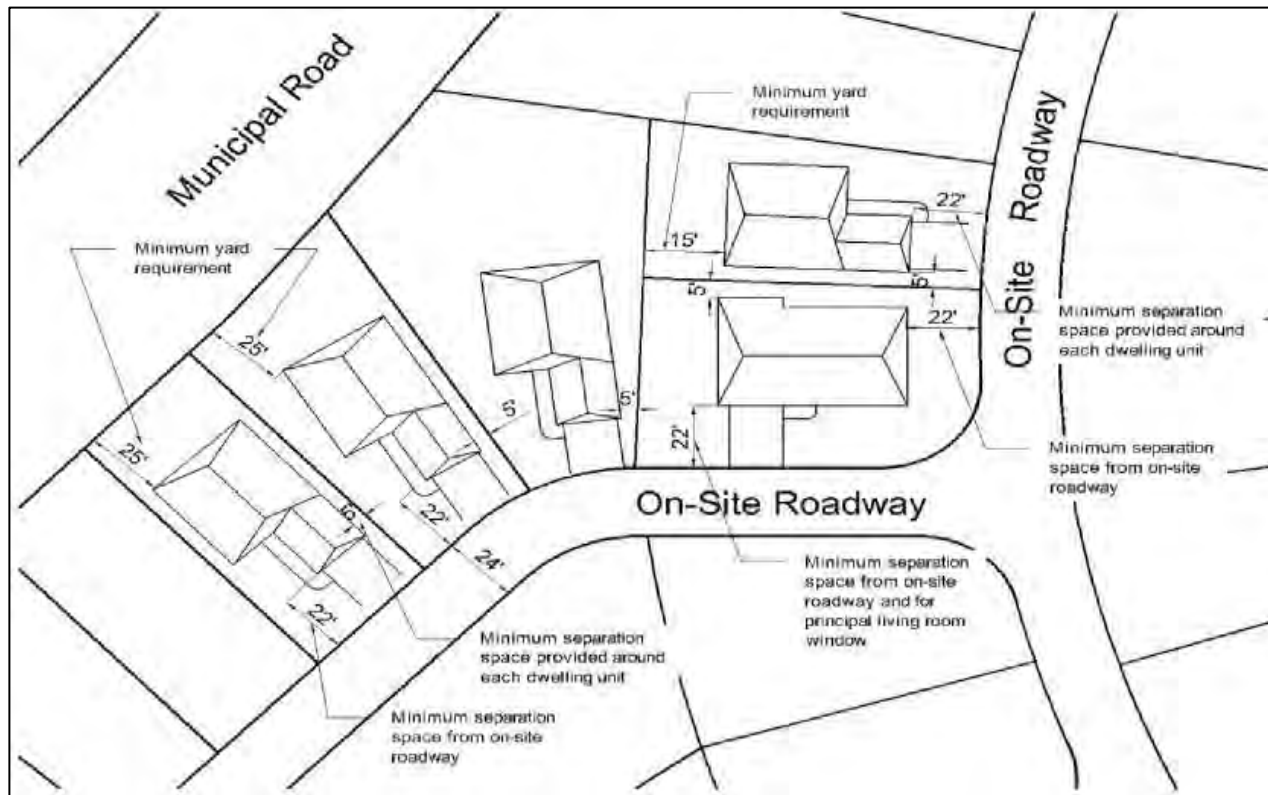 Municipal Road
Minimum yard
requirement
On-Site Roadway
22'
15'
Minimum yard
requirement
5'
5'
25'
22'
Minimum separation
space provided around
each dwelling unit
5'
5'
25'
22'
Minimum separation
space from on-site
roadway
5'
22'
On-Site Roadway
24'
Minimum separation
space from on-site
roadway and for
principal living room
window
22'
Minimum separation
space provided around
each dwelling unit
Minimum separation
space from on-site
roadway